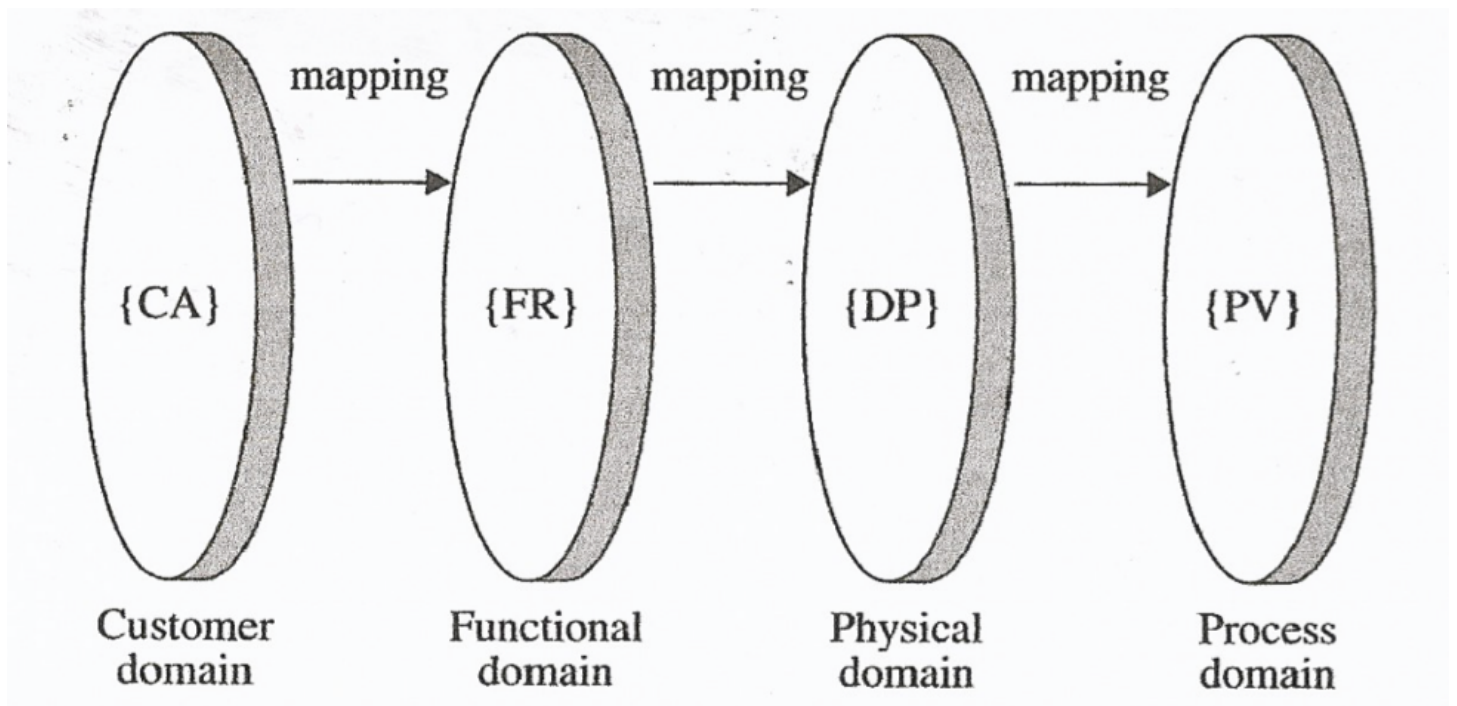 mapping
mapping
mapping
{CA}
{FR}
{DP}
{PV}
Customer
domain
Functional
domain
Physical
domain
Process
domain